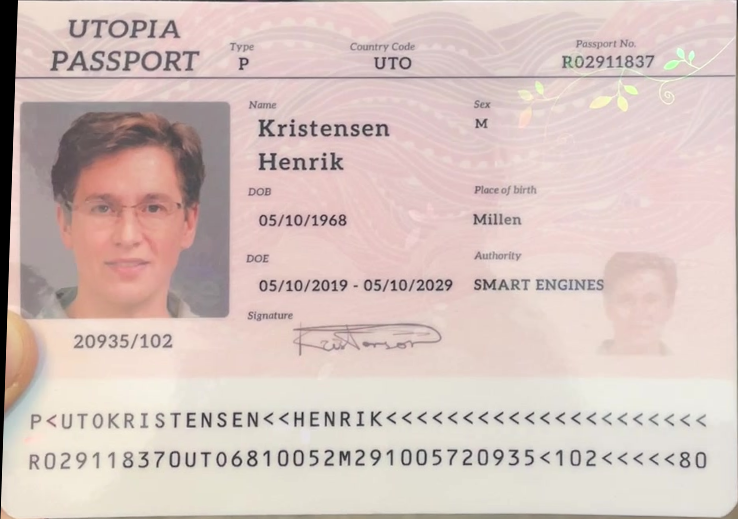 UTOPIA
PASSPORT
Type
P
Country Code
UTO
Passport No.
R02911837
Name
Kristensen
Henrik
Sex
M
DOB
05/10/1968
Place of birth
Millen
DOE
05/10/2019 - 05/10/2029
Authority
SMART ENGINES
Signature
Kristensen
20935/102
P<UTOKRISTENSEN<<HENRIK<<<<<<<<<<<<<<<<<<<<<
R029118370UTO6810052M291005720935<102<<<<<80